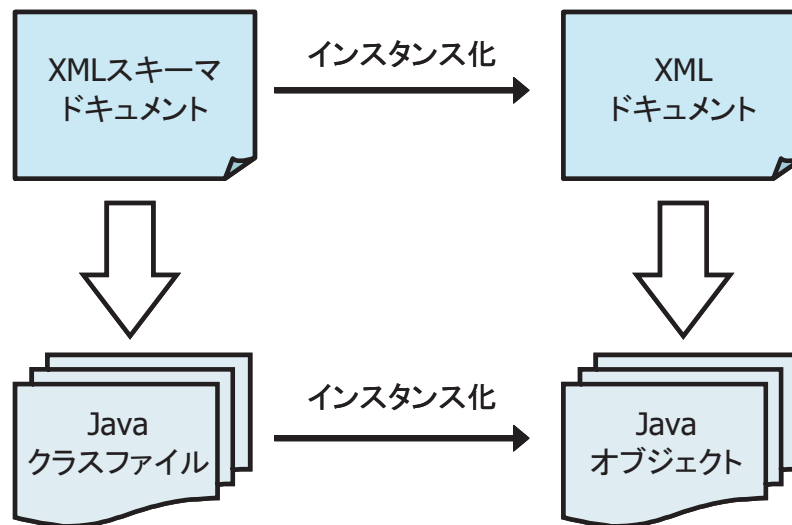 XMLスキーマ
ドキュメント
インスタンス化
XML
ドキュメント
Java
クラスファイル
インスタンス化
Java
オブジェクト